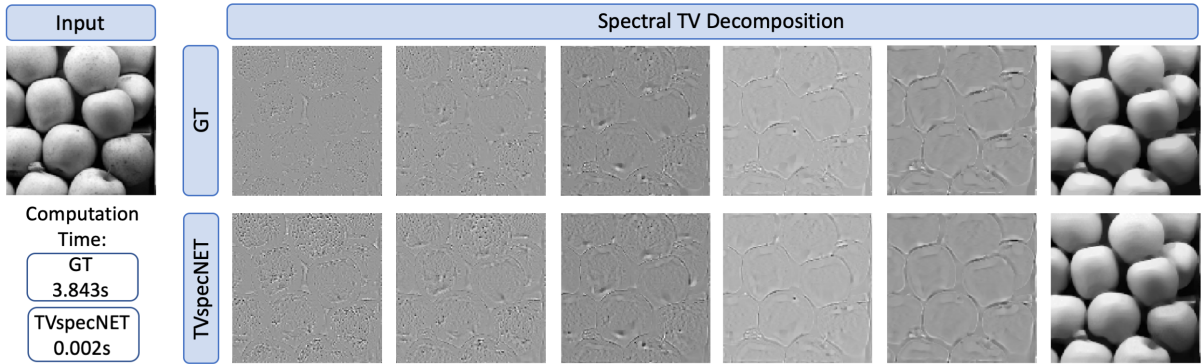 Input
Spectral TV Decomposition
GT
TVspecNET
Computation
Time:
GT
3.843s
TVspecNET
0.002s